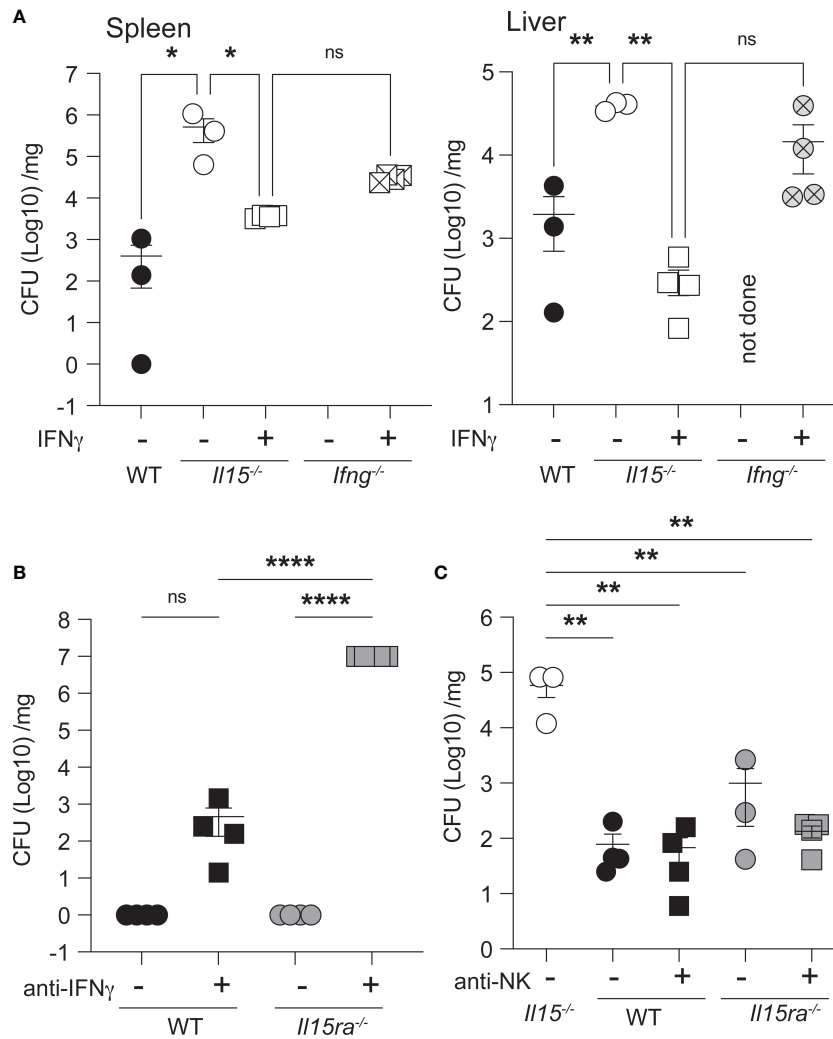 A
Spleen
* * ns
7
6
5
4
3
2
1
0
-1
CFU (Log10) /mg
IFNγ - - + - +
WT Il15-/- Ifng-/-
Liver
** ** ns
5
4
3
2
1
CFU (Log10) /mg
not done
IFNγ - - + - +
WT Il15-/- Ifng-/-
B
****
ns ****
8
7
6
5
4
3
2
1
0
-1
CFU (Log10) /mg
anti-IFNγ - + - +
WT Il15ra-/-
C
**
**
**
**
6
5
4
3
2
1
0
CFU (Log10) /mg
anti-NK - - + - +
Il15-/- WT Il15ra-/-